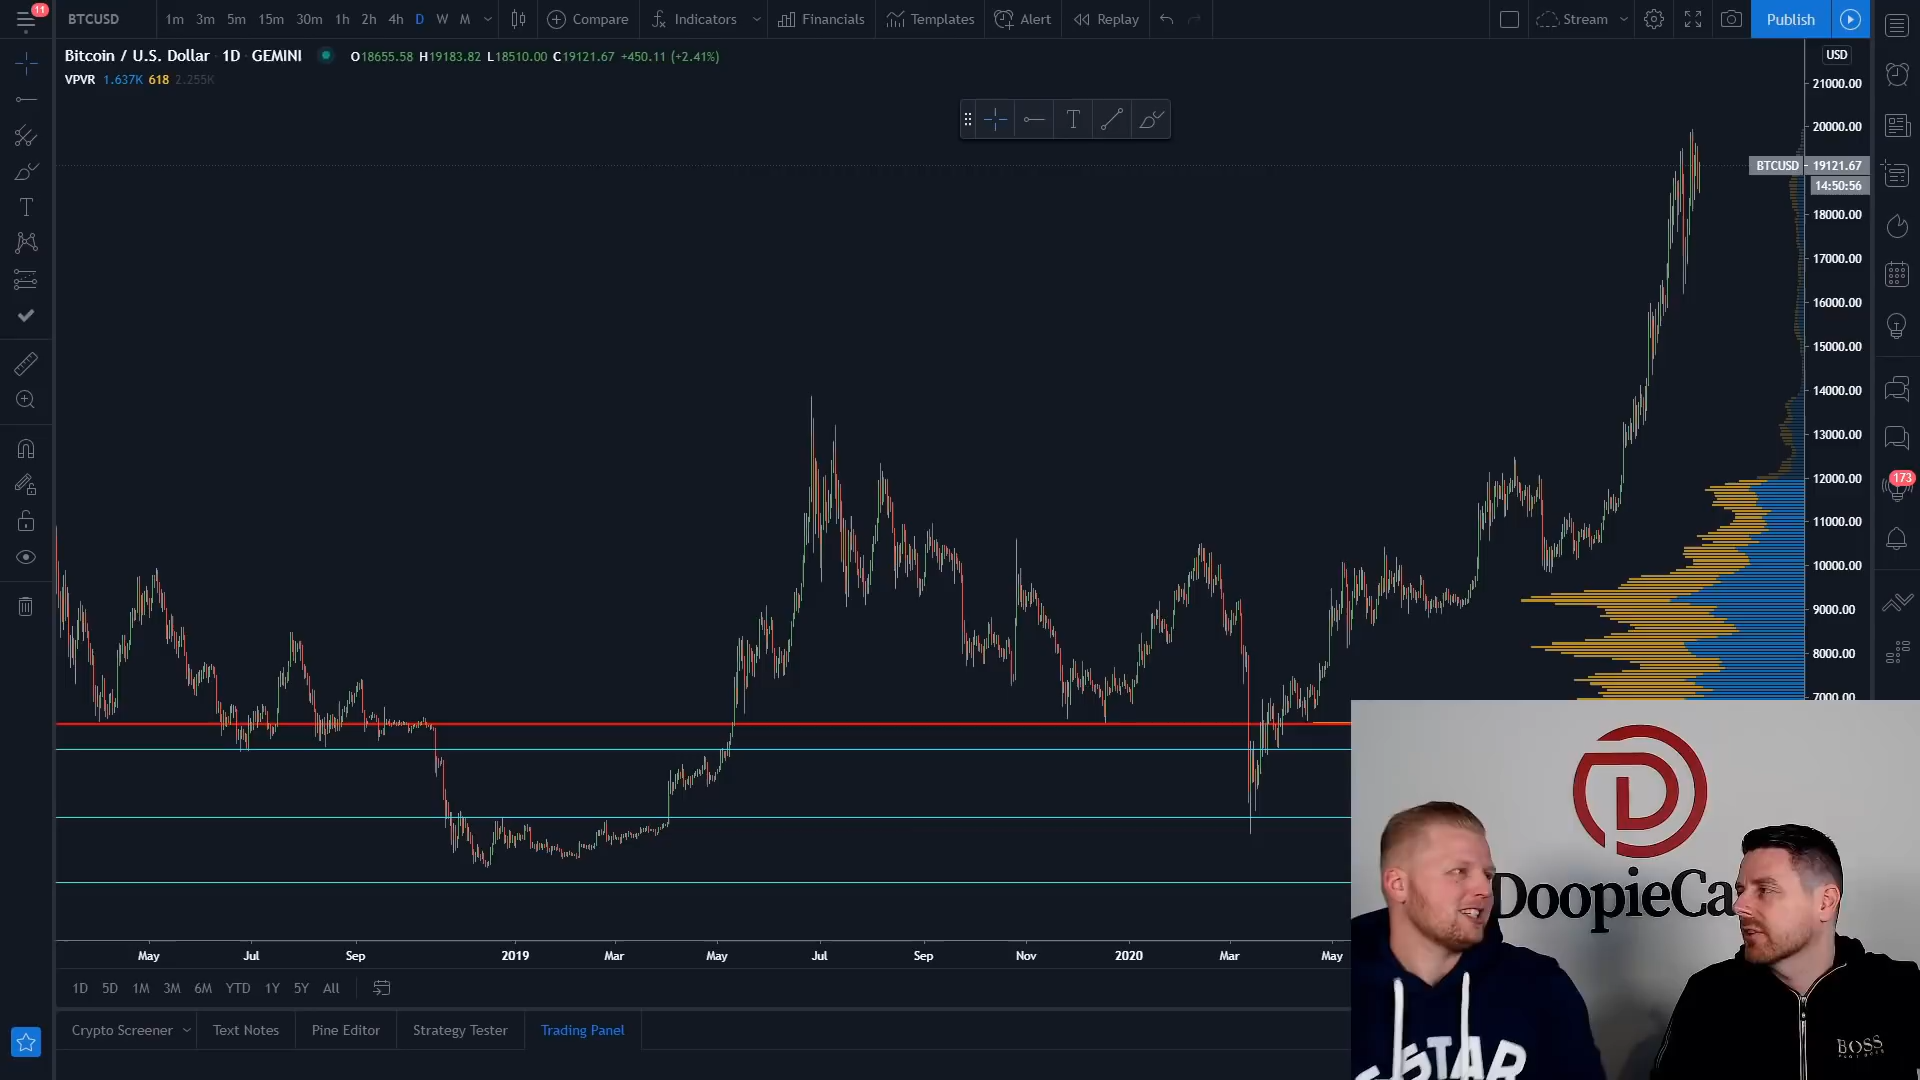 11
BTCUSD
1m 3m 5m 15m 30m 1h 2h 4h D W M
Compare
Indicators
Financials
Templates
Alert
Replay
Stream
Publish
Bitcoin / U.S. Dollar 1D GEMINI O18655.58 H19183.82 L18510.00 C19121.67 +450.11 (+2.41%)
VPVR 1.637K 618 2.255K
USD
21000.00
20000.00
BTCUSD 19121.67
14:50:56
18000.00
17000.00
16000.00
15000.00
14000.00
13000.00
12000.00
11000.00
10000.00
9000.00
8000.00
7000.00
173
May Jul Sep 2019 Mar May Jul Sep Nov 2020 Mar May
1D 5D 1M 3M 6M YTD 1Y 5Y All
Crypto Screener Text Notes Pine Editor Strategy Tester Trading Panel
DoopieCa
STAR
BOSS